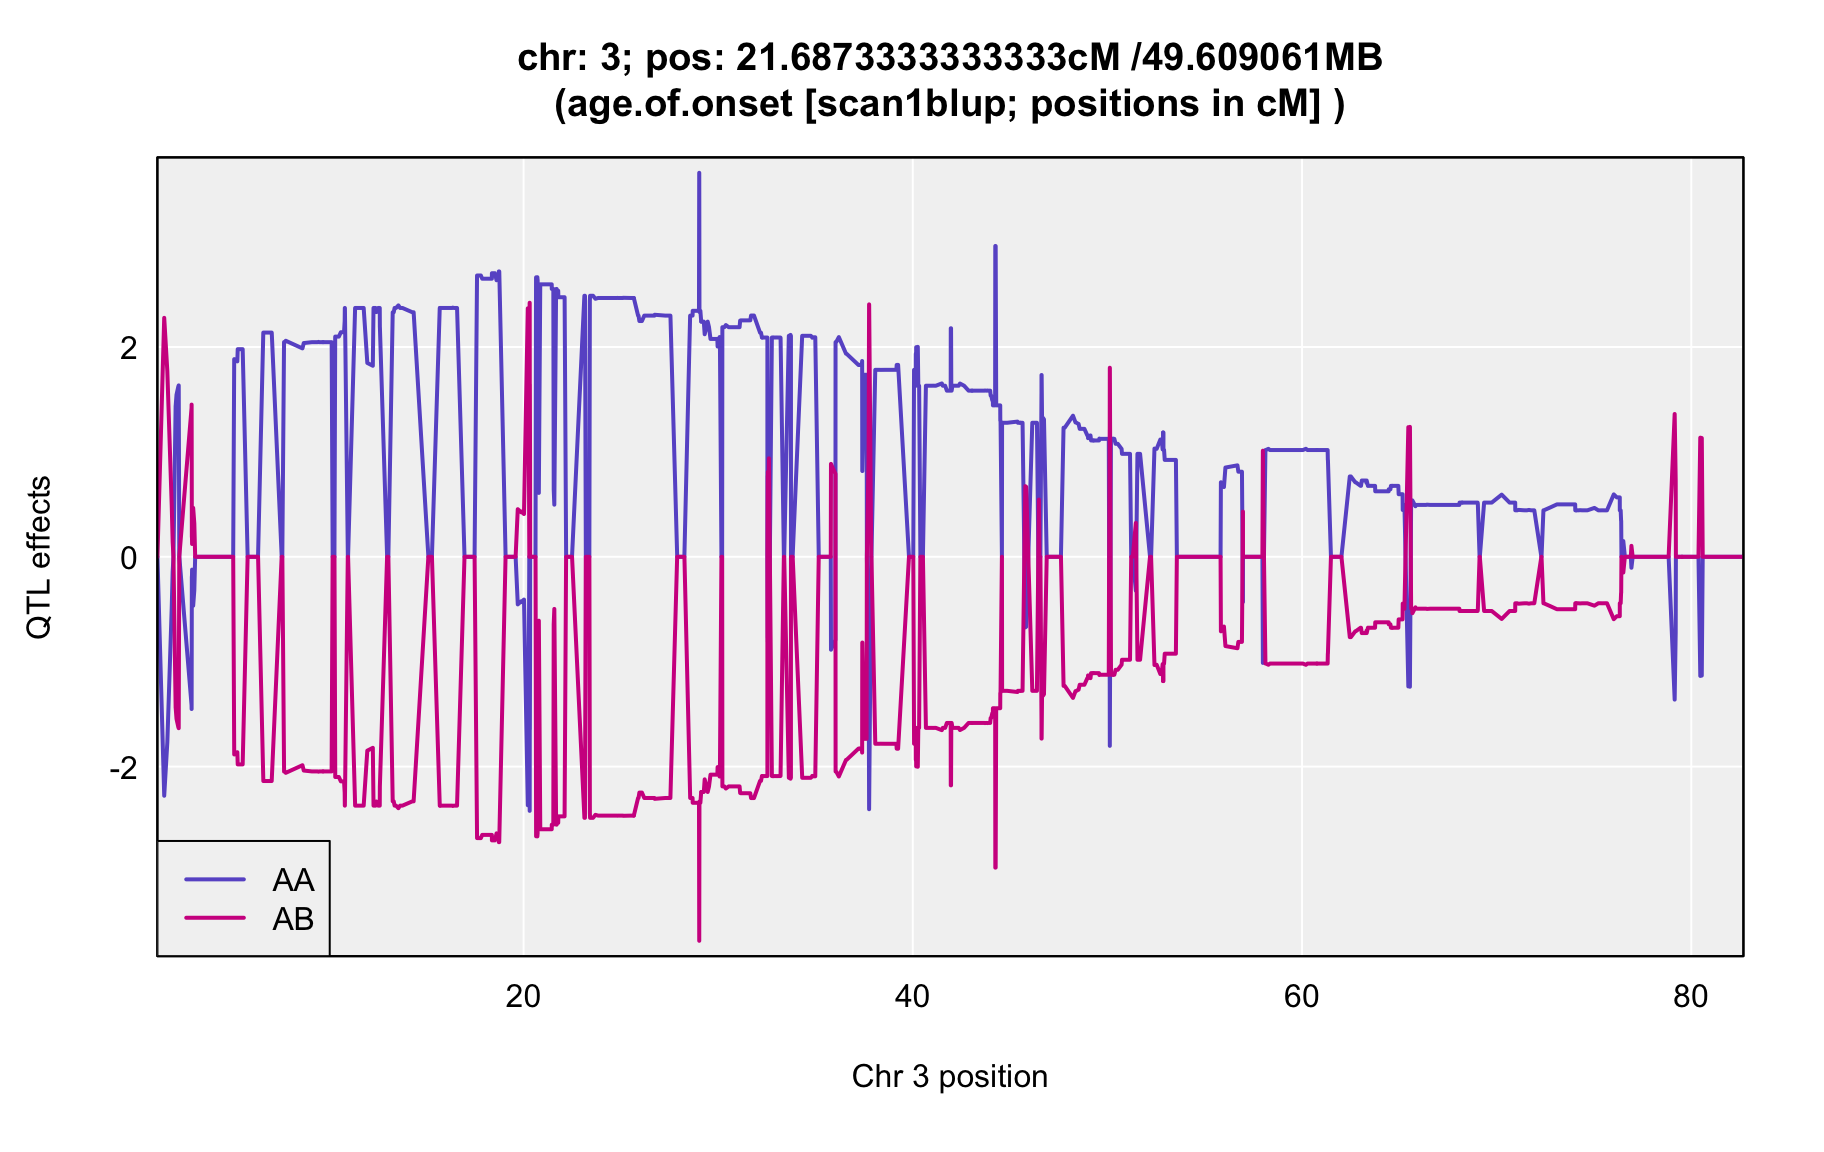 chr: 3; pos: 21.6873333333333cM /49.609061MB
(age.of.onset [scan1blup; positions in cM] )
QTL effects
2
0
-2
AA
AB
20 40 60 80
Chr 3 position